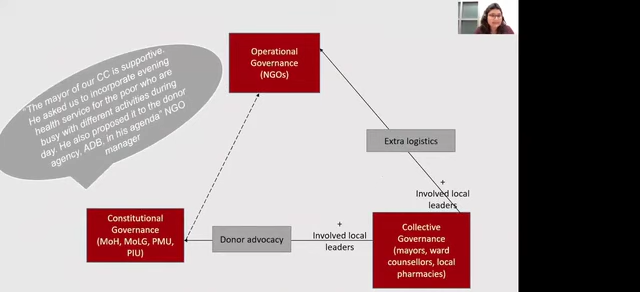 "The mayor of our CC is supportive.
He asked us to incorporate evening
health service for the poor who are
busy with different activities during
day. He also proposed it to the donor
agency, ADB, in his agenda" NGO
manager
Operational
Governance
(NGOs)
Extra logistics
+
Involved local
leaders
Constitutional
Governance
(MoH, MoLG, PMU,
PIU)
Donor advocacy
+
Involved local
leaders
Collective
Governance
(mayors, ward
counsellors, local
pharmacies)